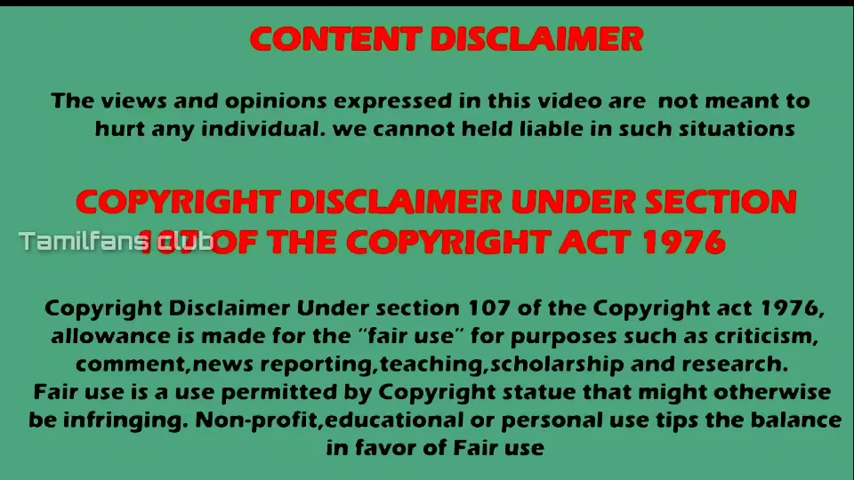 CONTENT DISCLAIMER
The views and opinions expressed in this video are not meant to
hurt any individual. we cannot held liable in such situations
COPYRIGHT DISCLAIMER UNDER SECTION
107 OF THE COPYRIGHT ACT 1976
Tamilfans club
Copyright Disclaimer Under section 107 of the Copyright act 1976,
allowance is made for the "fair use" for purposes such as criticism,
comment,news reporting,teaching,scholarship and research.
Fair use is a use permitted by Copyright statue that might otherwise
be infringing. Non-profit,educational or personal use tips the balance
in favor of Fair use